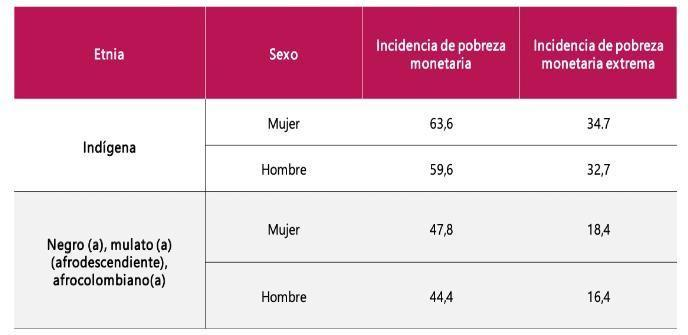 Etnia
Sexo
Incidencia de pobreza
monetaria
Incidencia de pobreza
monetaria extrema
Indígena
Mujer
63,6
34.7
Hombre
59,6
32,7
Negro (a), mulato (a)
(afrodescendiente),
afrocolombiano(a)
Mujer
47,8
18,4
Hombre
44,4
16,4